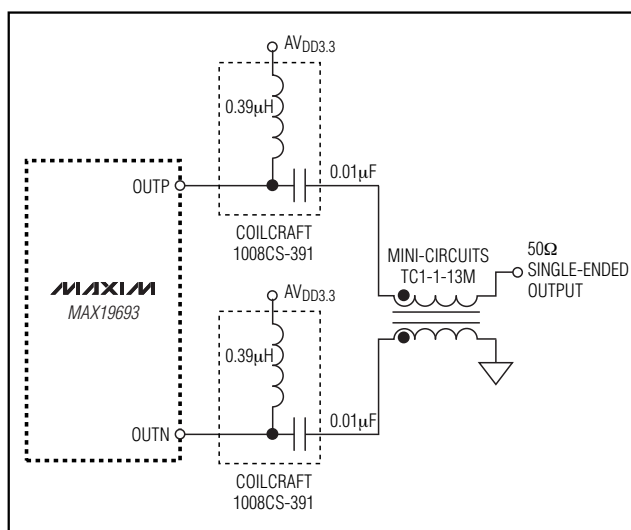 AVDD3.3
0.39µH
0.01µF
OUTP
COILCRAFT
1008CS-391
MINI-CIRCUITS
TC1-1-13M
50Ω
SINGLE-ENDED
OUTPUT
MAXIM
MAX19693
AVDD3.3
0.39µH
0.01µF
OUTN
COILCRAFT
1008CS-391